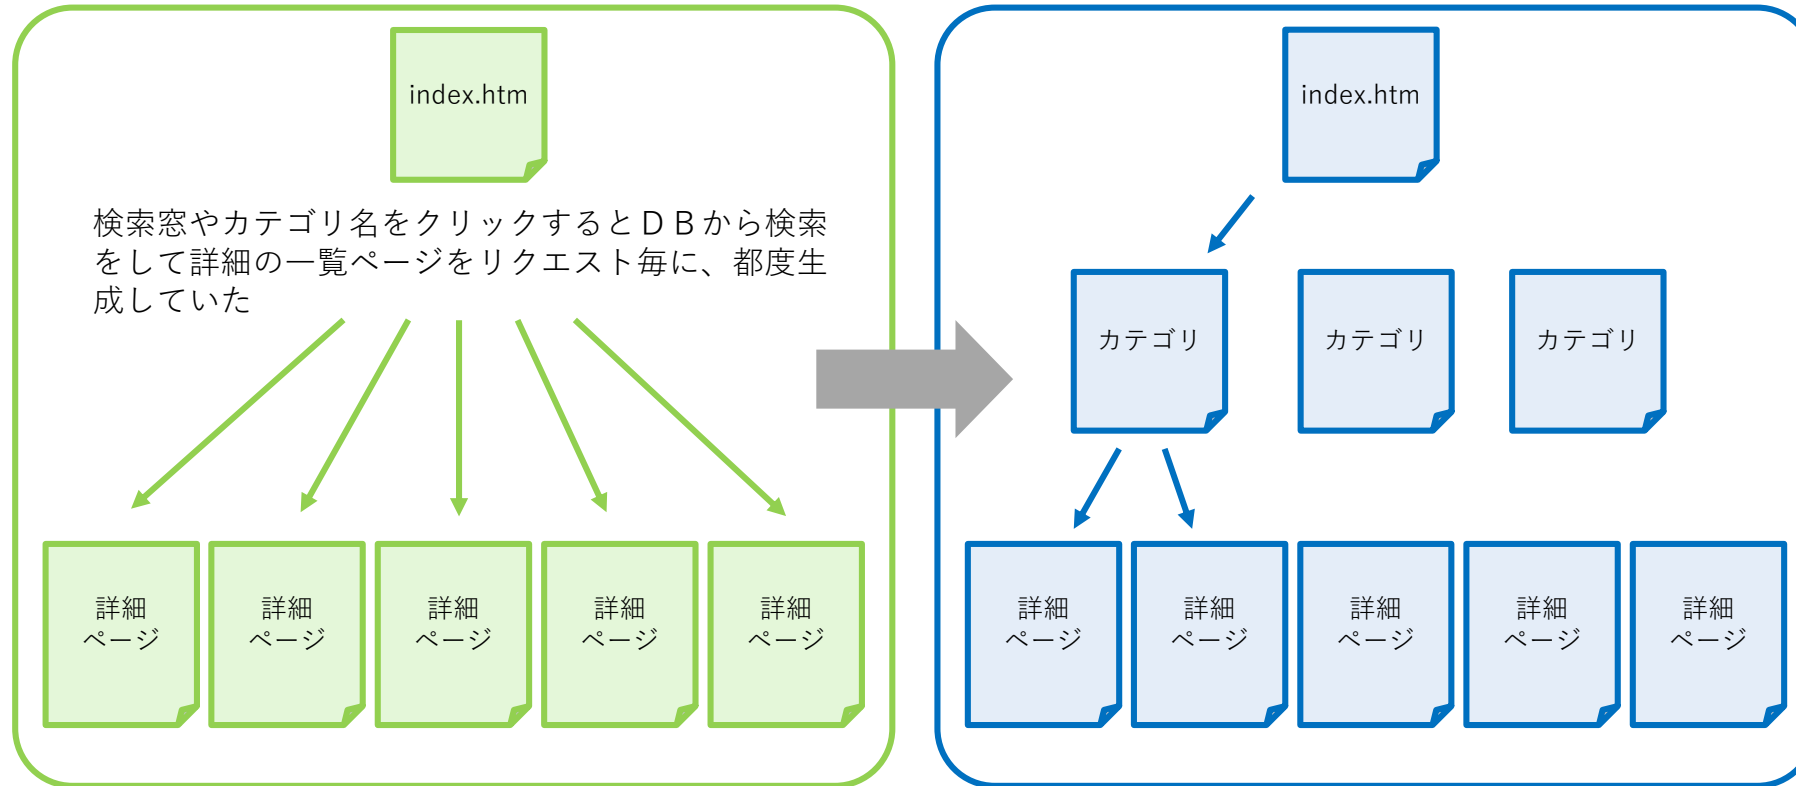 index.htm
検索窓やカテゴリ名をクリックするとＤＢから検索
をして詳細の一覧ページをリクエスト毎に、都度生
成していた
詳細
ページ
詳細
ページ
詳細
ページ
詳細
ページ
詳細
ページ
index.htm
カテゴリ
カテゴリ
カテゴリ
詳細
ページ
詳細
ページ
詳細
ページ
詳細
ページ
詳細
ページ